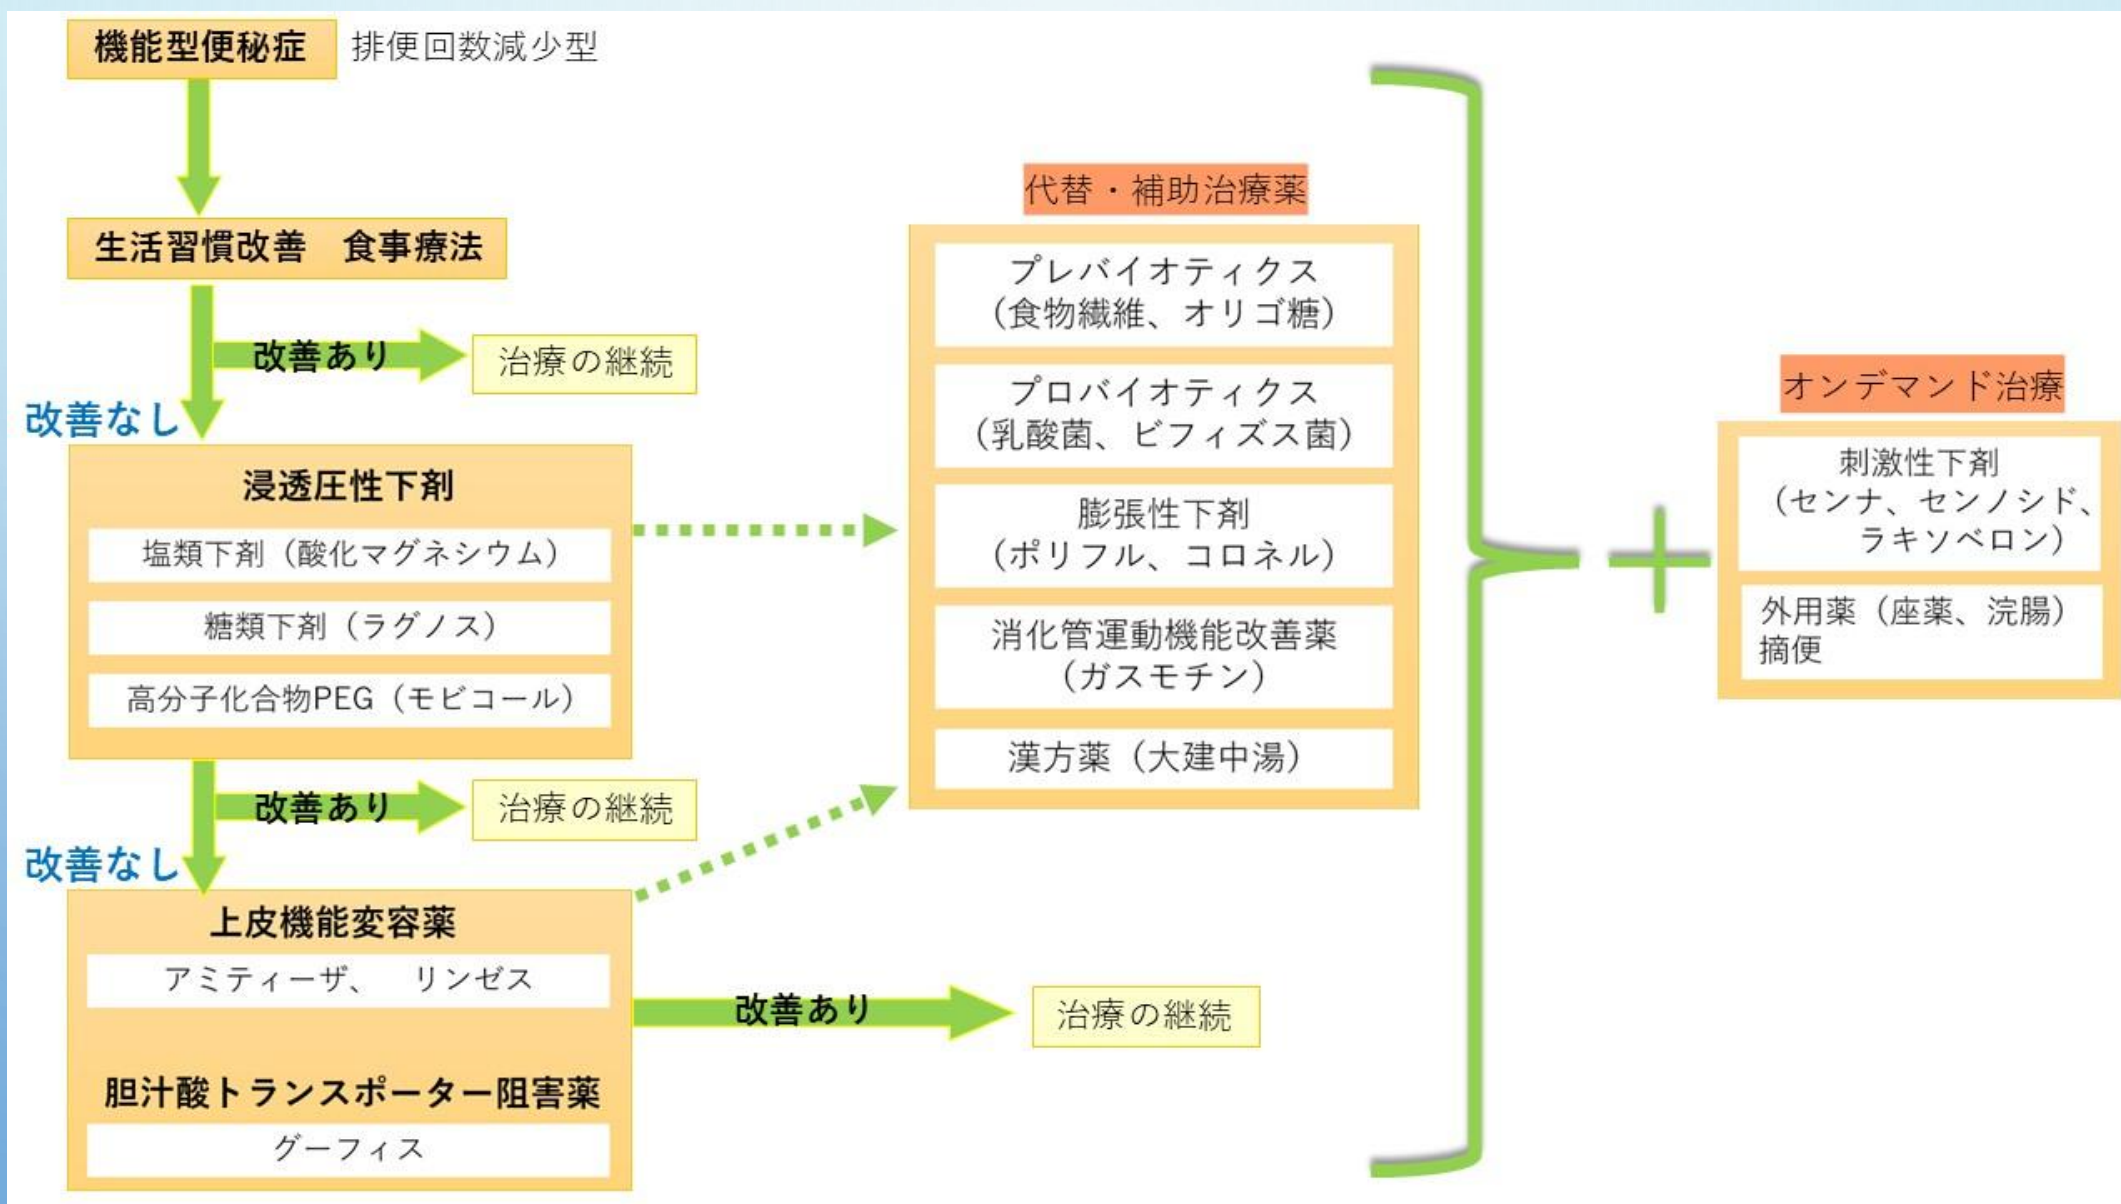 機能型便秘症　排便回数減少型
生活習慣改善　食事療法
改善あり
治療の継続
改善なし
浸透圧性下剤
塩類下剤（酸化マグネシウム）
糖類下剤（ラグノス）
高分子化合物PEG（モビコール）
改善あり
治療の継続
改善なし
上皮機能変容薬
アミティーザ、　リンゼス
胆汁酸トランスポーター阻害薬
グーフィス
改善あり
治療の継続
代替・補助治療薬
プレバイオティクス
（食物繊維、オリゴ糖）
プロバイオティクス
（乳酸菌、ビフィズス菌）
膨張性下剤
（ポリフル、コロネル）
消化管運動機能改善薬
（ガスモチン）
漢方薬（大建中湯）
オンデマンド治療
刺激性下剤
（センナ、センノシド、
ラキソベロン）
外用薬（座薬、浣腸）
摘便